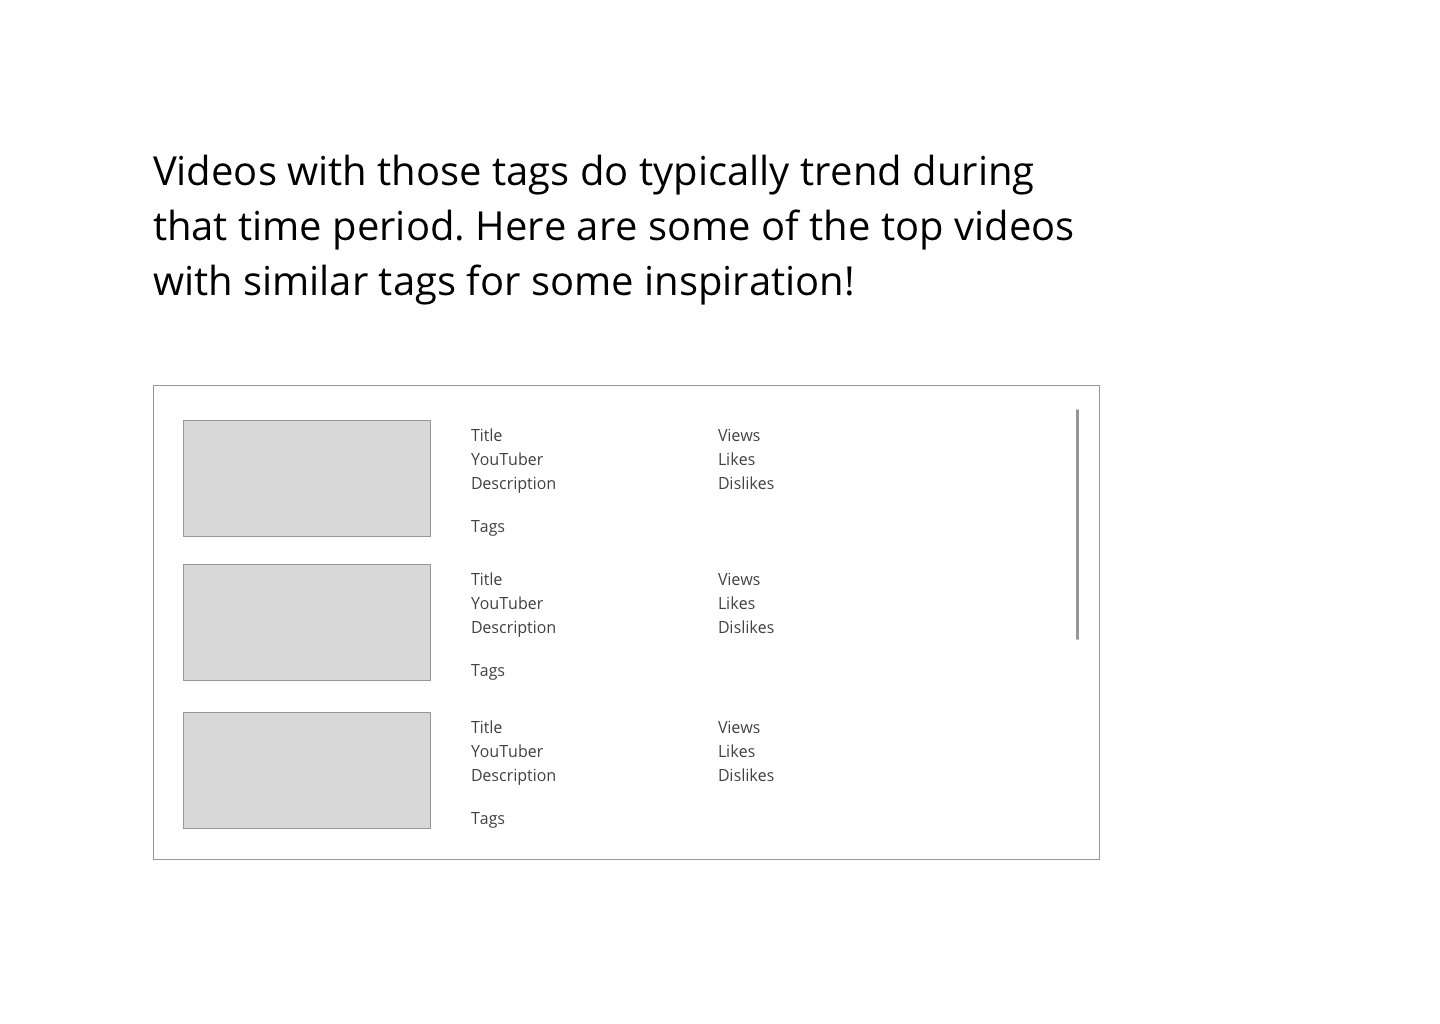 Videos with those tags do typically trend during
that time period. Here are some of the top videos
with similar tags for some inspiration!
Title
YouTuber
Description
Tags
Views
Likes
Dislikes
Title
YouTuber
Description
Tags
Views
Likes
Dislikes
Title
YouTuber
Description
Tags
Views
Likes
Dislikes